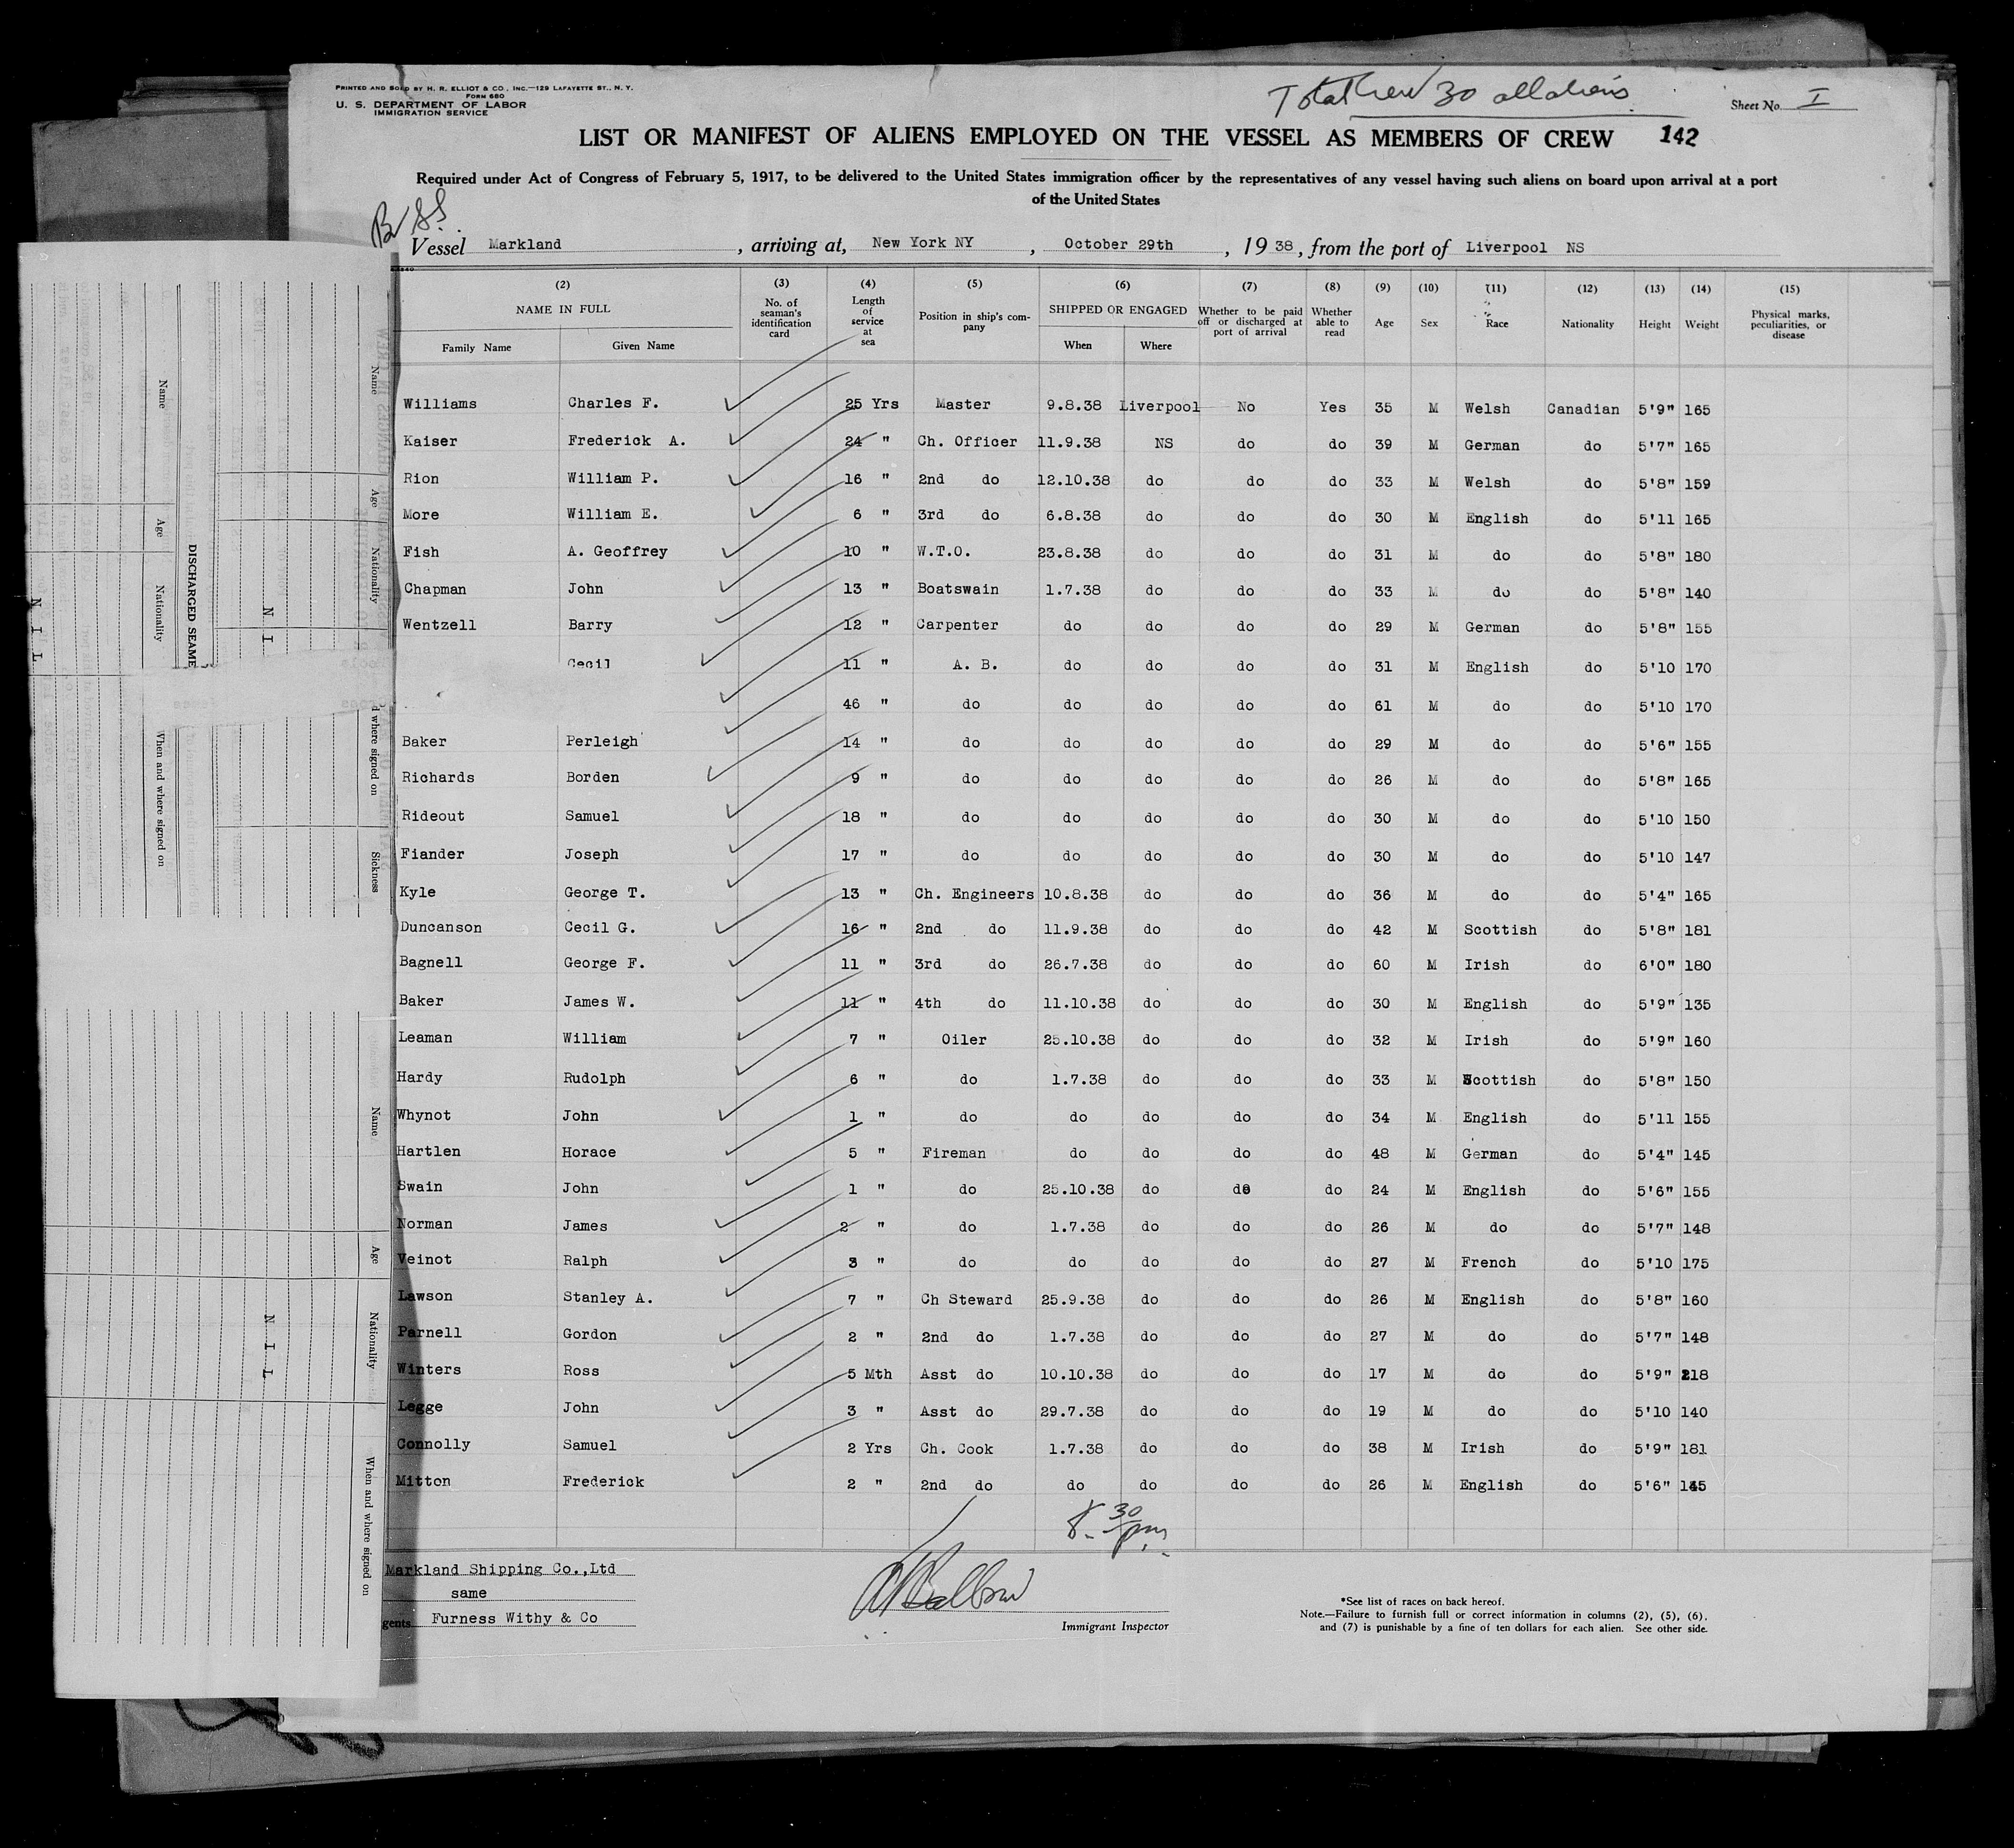 PRINTED AND SOLD BY H. R. ELLIOT & CO., INC.—129 LAFAYETTE ST., N. Y.
FORM 680
U. S. DEPARTMENT OF LABOR
IMMIGRATION SERVICE
Total Crew 30 all aliens
Sheet No. I
LIST OR MANIFEST OF ALIENS EMPLOYED ON THE VESSEL AS MEMBERS OF CREW 142
Required under Act of Congress of February 5, 1917, to be delivered to the United States immigration officer by the representatives of any vessel having such aliens on board upon arrival at a port
of the United States
Br SS
Vessel Markland, arriving at, New York NY, October 29th, 19 38, from the port of Liverpool NS
(2) (3) (4) (5) (6) (7) (8) (9) (10) (11) (12) (13) (14) (15)
NAME IN FULL No. of seaman's identification card Length of service at sea Position in ship's company SHIPPED OR ENGAGED Whether to be paid off or discharged at port of arrival Whether able to read Age Sex Race Nationality Height Weight Physical marks, peculiarities, or disease
Family Name Given Name When Where
Williams Charles F. 25 Yrs Master 9.8.38 Liverpool No Yes 35 M Welsh Canadian 5'9" 165
Kaiser Frederick A. 24 " Ch. Officer 11.9.38 NS do do 39 M German do 5'7" 165
Rion William P. 16 " 2nd do 12.10.38 do do do 33 M Welsh do 5'8" 159
More William E. 6 " 3rd do 6.8.38 do do do 30 M English do 5'11 165
Fish A. Geoffrey 10 " W.T.O. 23.8.38 do do do 31 M do do 5'8" 180
Chapman John 13 " Boatswain 1.7.38 do do do 33 M do do 5'8" 140
Wentzell Barry 12 " Carpenter do do do do 29 M German do 5'8" 155
Cecil 11 " A. B. do do do do 31 M English do 5'10 170
46 " do do do do do 61 M do do 5'10 170
Baker Perleigh 14 " do do do do do 29 M do do 5'6" 155
Richards Borden 9 " do do do do do 26 M do do 5'8" 165
Rideout Samuel 18 " do do do do do 30 M do do 5'10 150
Fiander Joseph 17 " do do do do do 30 M do do 5'10 147
Kyle George T. 13 " Ch. Engineers 10.8.38 do do do 36 M do do 5'4" 165
Duncanson Cecil G. 16 " 2nd do 11.9.38 do do do 42 M Scottish do 5'8" 181
Bagnell George F. 11 " 3rd do 26.7.38 do do do 60 M Irish do 6'0" 180
Baker James W. 11 " 4th do 11.10.38 do do do 30 M English do 5'9" 135
Leaman William 7 " Oiler 25.10.38 do do do 32 M Irish do 5'9" 160
Hardy Rudolph 6 " do 1.7.38 do do do 33 M Scottish do 5'8" 150
Whynot John 1 " do do do do do 34 M English do 5'11 155
Hartlen Horace 5 " Fireman do do do do 48 M German do 5'4" 145
Swain John 1 " do 25.10.38 do do do 24 M English do 5'6" 155
Norman James 2 " do 1.7.38 do do do 26 M do do 5'7" 148
Veinot Ralph 3 " do do do do do 27 M French do 5'10 175
Lawson Stanley A. 7 " Ch Steward 25.9.38 do do do 26 M English do 5'8" 160
Parnell Gordon 2 " 2nd do 1.7.38 do do do 27 M do do 5'7" 148
Winters Ross 5 Mth Asst do 10.10.38 do do do 17 M do do 5'9" 218
Legge John 3 " Asst do 29.7.38 do do do 19 M do do 5'10 140
Connolly Samuel 2 Yrs Ch. Cook 1.7.38 do do do 38 M Irish do 5'9" 181
Mitton Frederick 2 " 2nd do do do do do 26 M English do 5'6" 145
8.30 pm
Markland Shipping Co.,Ltd
same
gents Furness Withy & Co
Immigrant Inspector
*See list of races on back hereof.
Note.—Failure to furnish full or correct information in columns (2), (5), (6),
and (7) is punishable by a fine of ten dollars for each alien. See other side.
Name Age Nationality d where signed on Sickness
N I
DISCHARGED SEAME
Name Age Nationality When and where signed on
N I L
Name Age Nationality When and where signed on
N I L